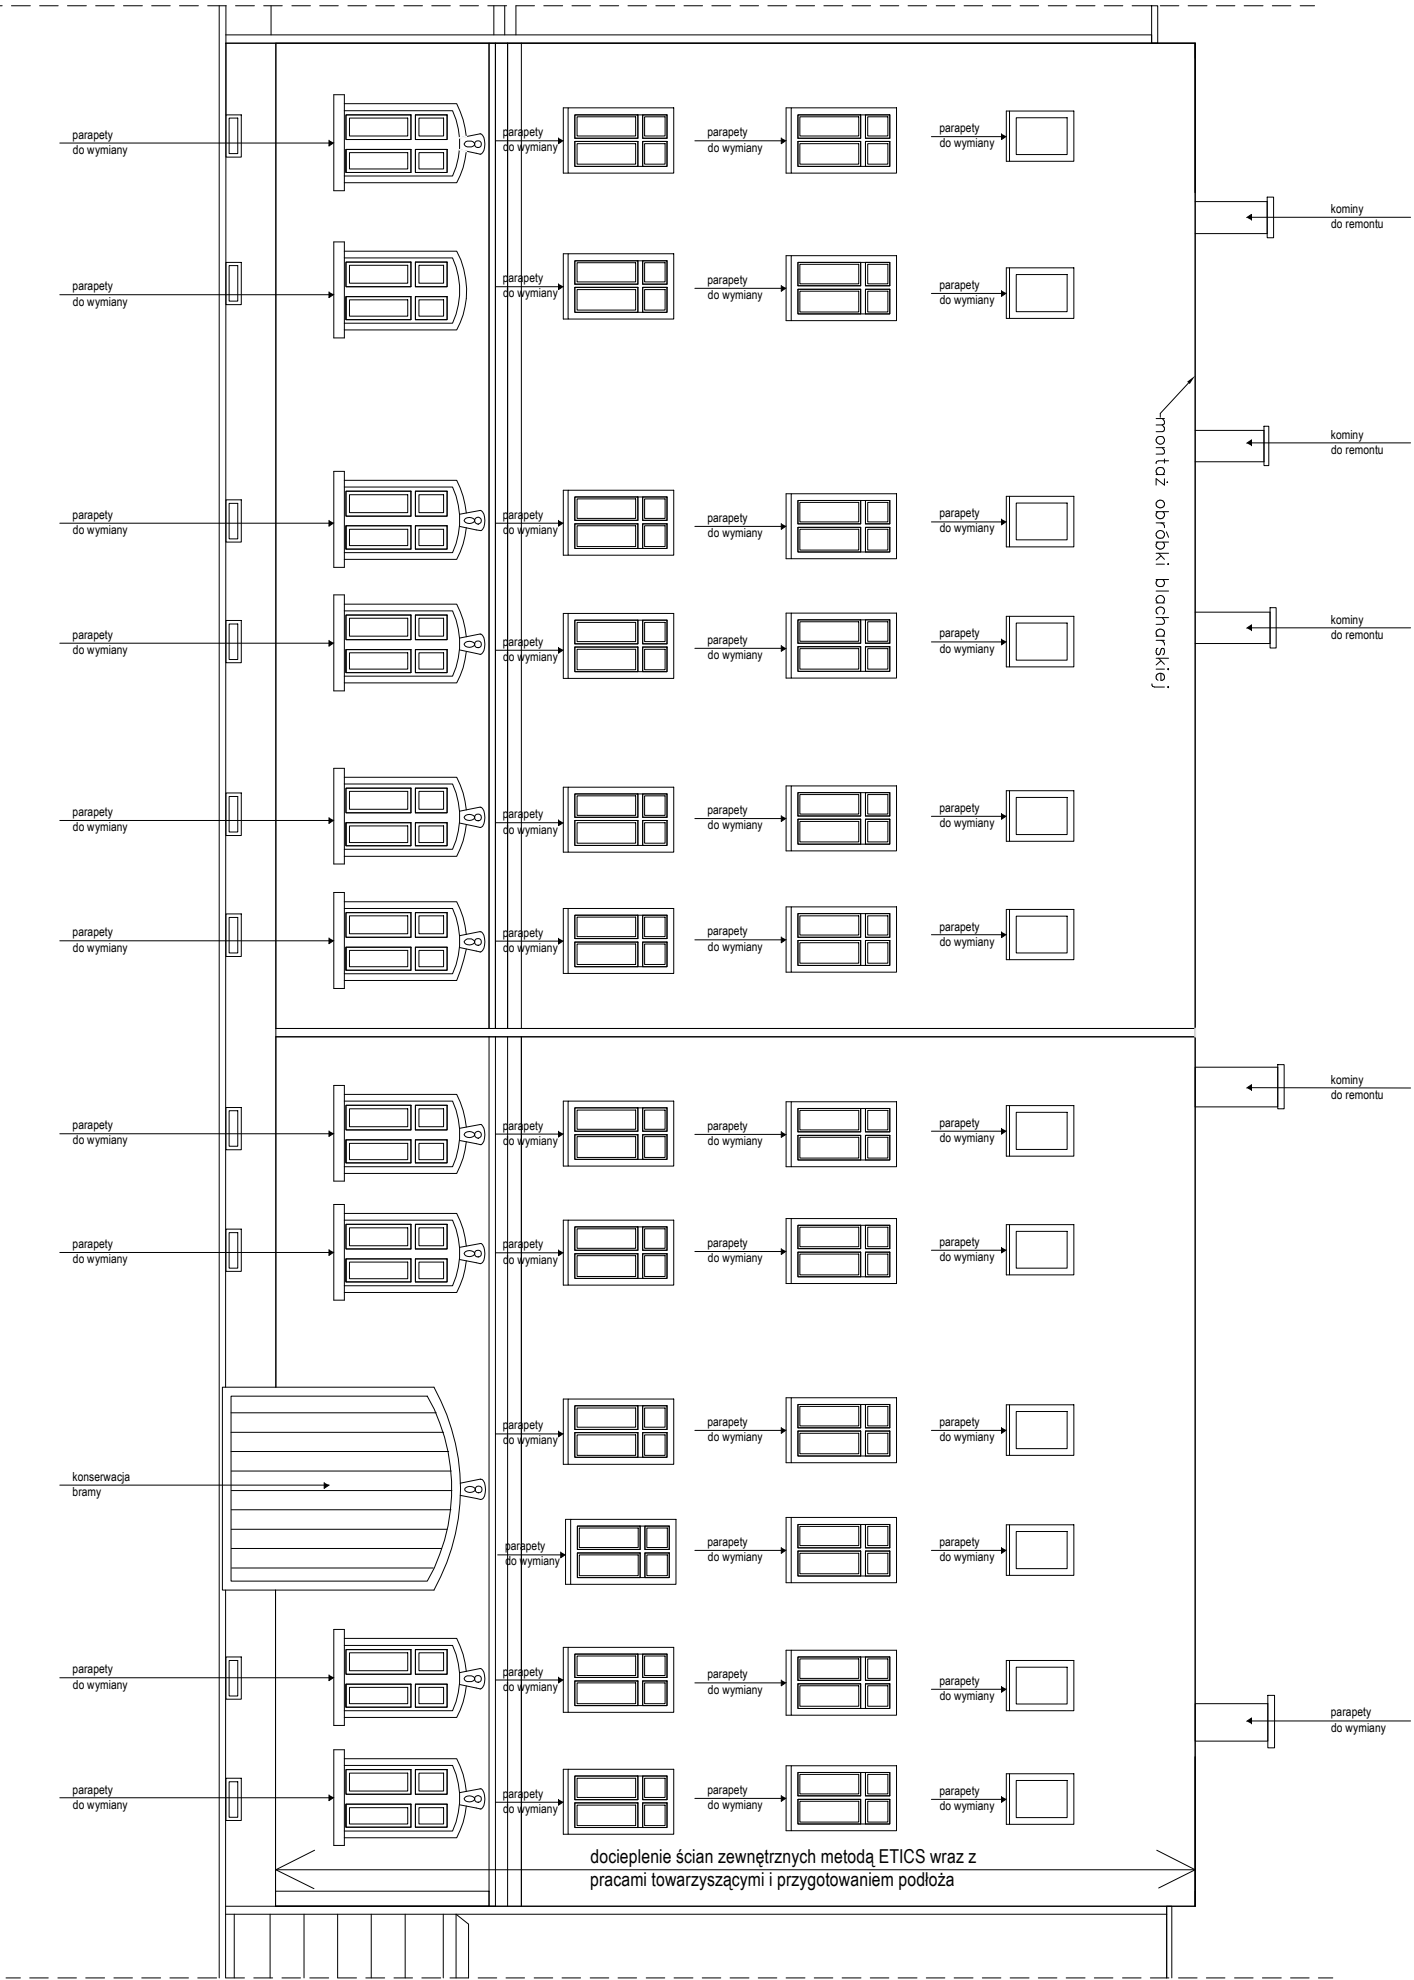 parapety
do wymiany
parapety
do wymiany
parapety
do wymiany
parapety
do wymiany
kominy
do remontu
parapety
do wymiany
parapety
do wymiany
parapety
do wymiany
parapety
do wymiany
montaż obróbki blacharskiej
kominy
do remontu
parapety
do wymiany
parapety
do wymiany
parapety
do wymiany
parapety
do wymiany
kominy
do remontu
parapety
do wymiany
parapety
do wymiany
parapety
do wymiany
parapety
do wymiany
parapety
do wymiany
parapety
do wymiany
parapety
do wymiany
parapety
do wymiany
parapety
do wymiany
parapety
do wymiany
parapety
do wymiany
parapety
do wymiany
kominy
do remontu
parapety
do wymiany
parapety
do wymiany
parapety
do wymiany
parapety
do wymiany
parapety
do wymiany
parapety
do wymiany
parapety
do wymiany
parapety
do wymiany
parapety
do wymiany
parapety
do wymiany
parapety
do wymiany
konserwacja
bramy
parapety
do wymiany
parapety
do wymiany
parapety
do wymiany
parapety
do wymiany
parapety
do wymiany
parapety
do wymiany
parapety
do wymiany
parapety
do wymiany
parapety
do wymiany
parapety
do wymiany
parapety
do wymiany
parapety
do wymiany
docieplenie ścian zewnętrznych metodą ETICS wraz z
pracami towarzyszącymi i przygotowaniem podłoża